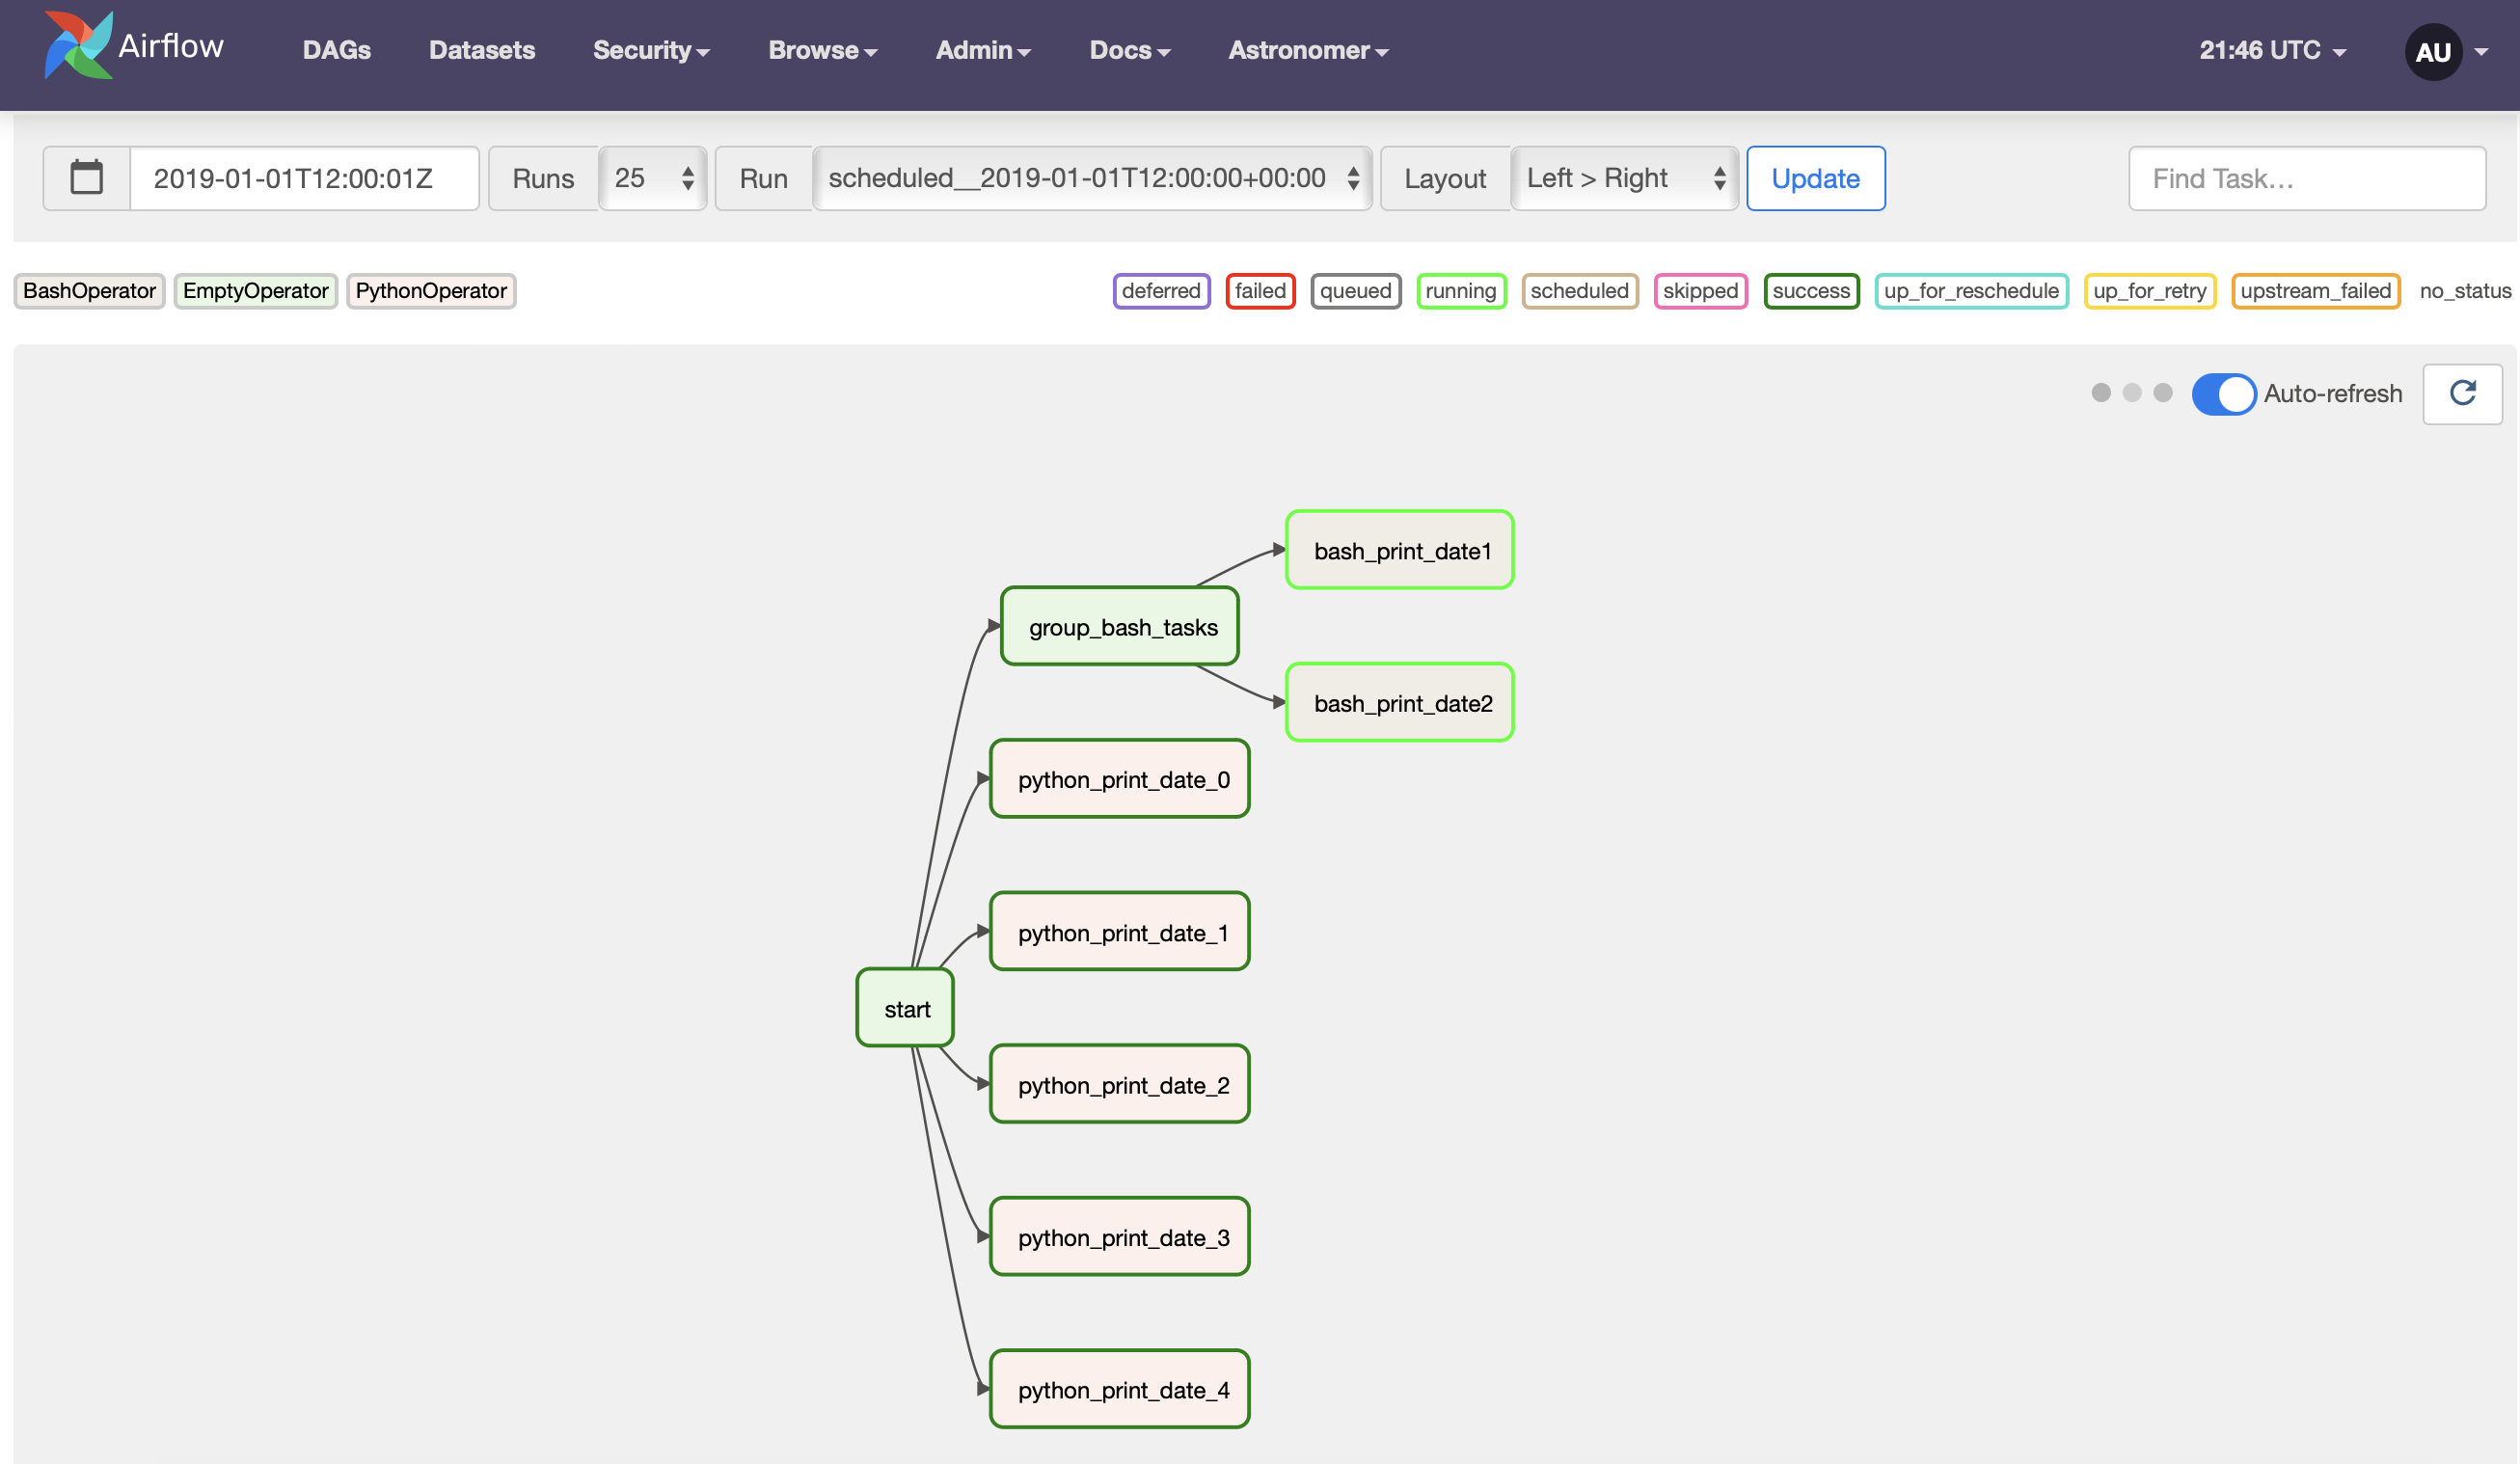 Airflow DAGs Datasets Security Browse Admin Docs Astronomer 21:46 UTC AU
2019-01-01T12:00:01Z Runs 25 Run scheduled__2019-01-01T12:00:00+00:00 Layout Left > Right Update Find Task...
BashOperator EmptyOperator PythonOperator deferred failed queued running scheduled skipped success up_for_reschedule up_for_retry upstream_failed no_status
Auto-refresh
bash_print_date1
group_bash_tasks
bash_print_date2
python_print_date_0
python_print_date_1
start
python_print_date_2
python_print_date_3
python_print_date_4